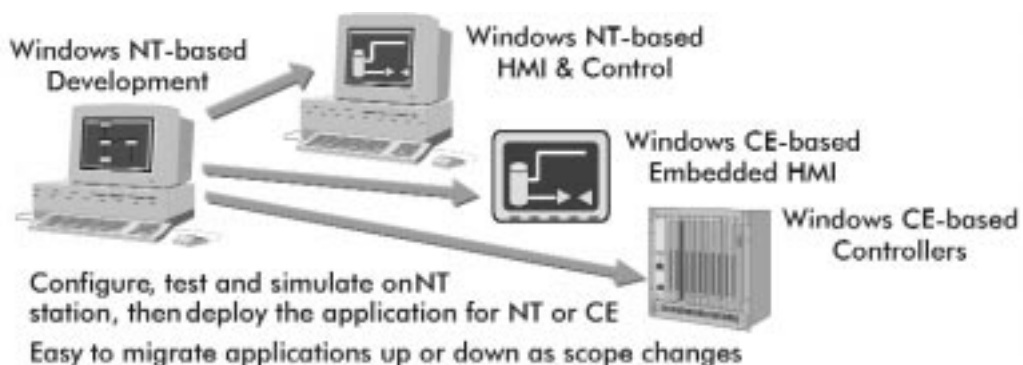 Windows NT-based
Development
Windows NT-based
HMI & Control
Windows CE-based
Embedded HMI
Windows CE-based
Controllers
Configure, test and simulate onNT
station, then deploy the application for NT or CE
Easy to migrate applications up or down as scope changes